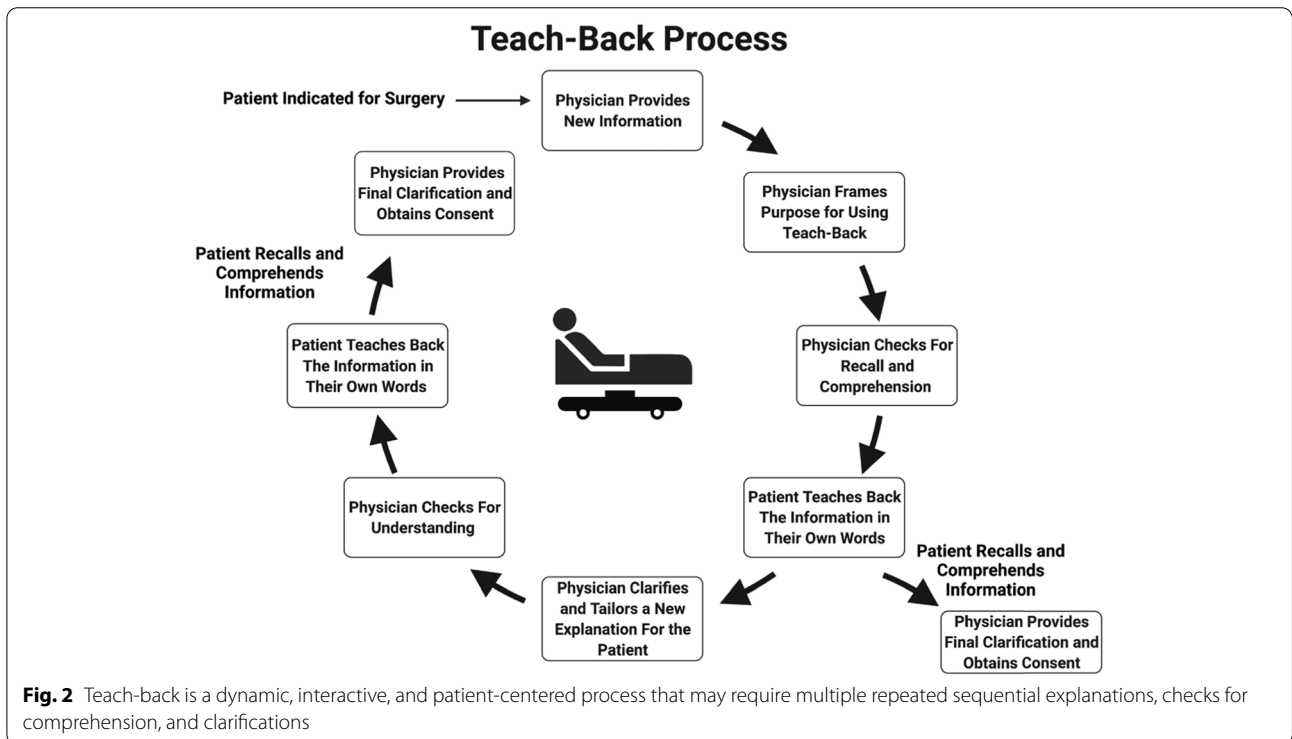 Teach-Back Process
Patient Indicated for Surgery
Physician Provides
New Information
Physician Frames
Purpose for Using
Teach-Back
Physician Checks For
Recall and
Comprehension
Patient Teaches Back
The Information in
Their Own Words
Patient Recalls and
Comprehends
Information
Physician Provides
Final Clarification and
Obtains Consent
Physician Clarifies
and Tailors a New
Explanation For the
Patient
Physician Checks For
Understanding
Patient Teaches Back
The Information in
Their Own Words
Patient Recalls and
Comprehends
Information
Physician Provides
Final Clarification and
Obtains Consent
Fig. 2 Teach-back is a dynamic, interactive, and patient-centered process that may require multiple repeated sequential explanations, checks for
comprehension, and clarifications